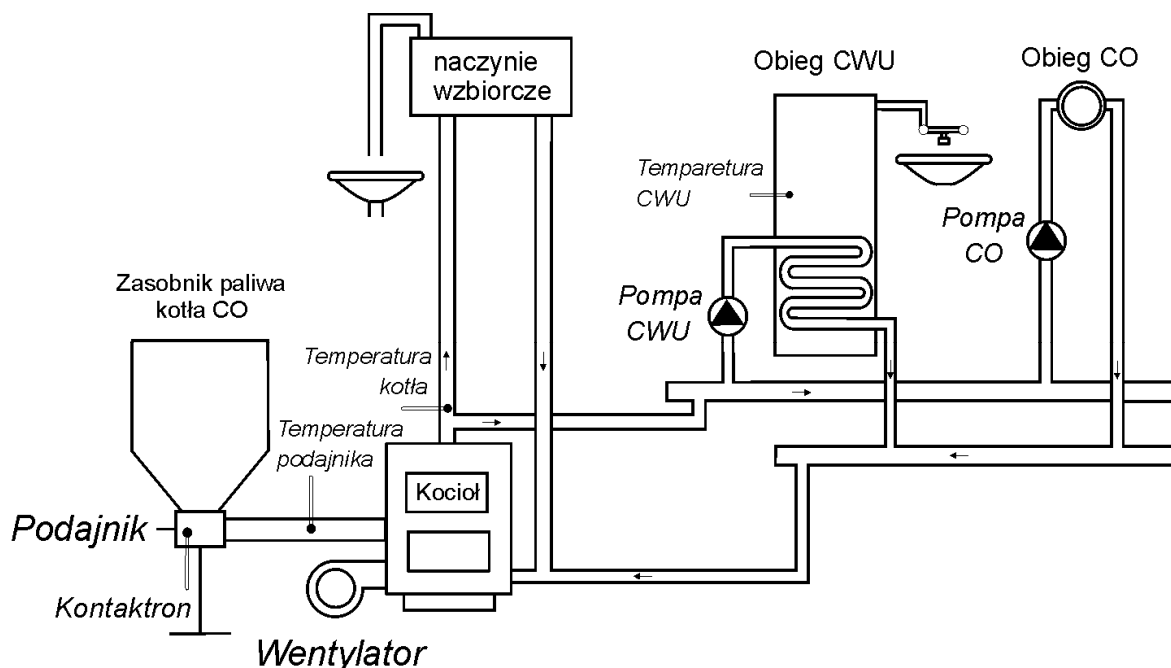 naczynie
wzbiorcze
Obieg CWU
Obieg CO
Temparetura
CWU
Pompa
CO
Zasobnik paliwa
kotła CO
Pompa
CWU
Temperatura
kotła
Temperatura
podajnika
Kocioł
Podajnik
Kontaktron
Wentylator